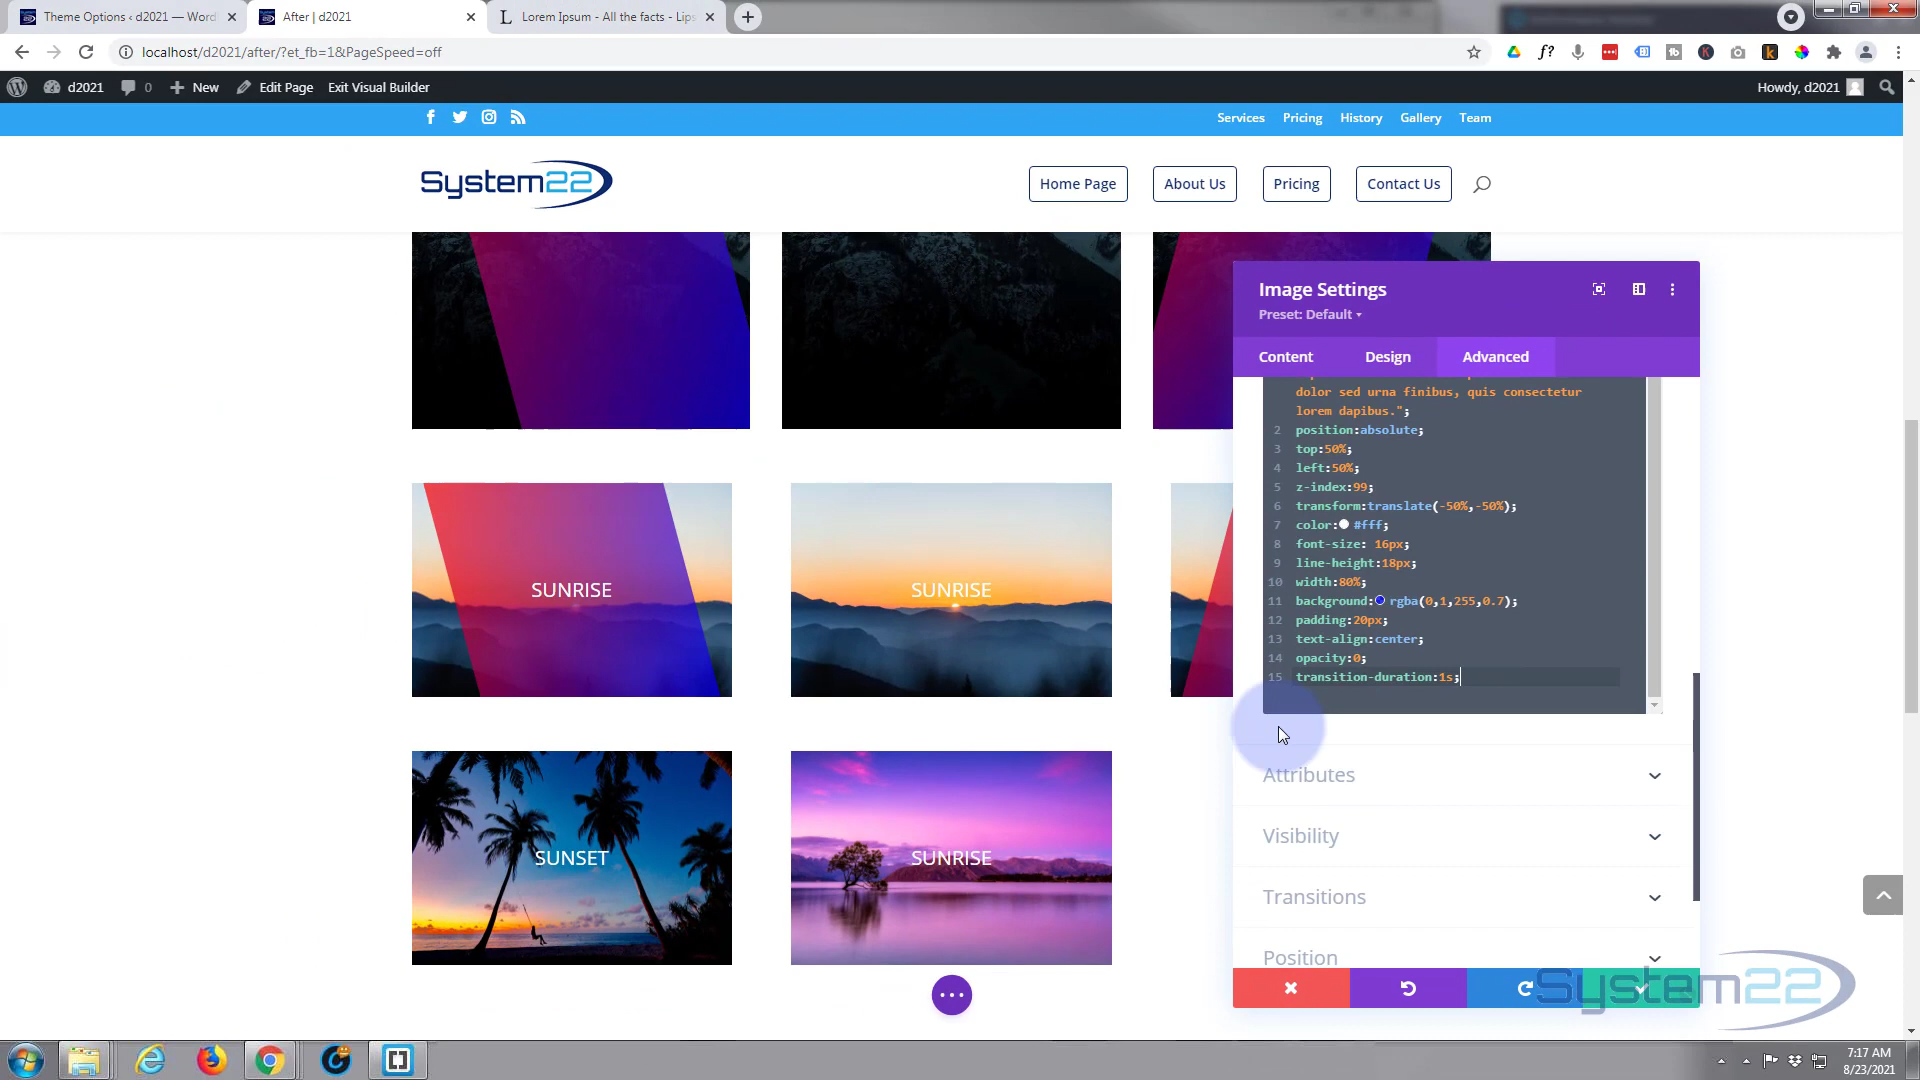 Theme Options ‹ d2021 — Word
After | d2021
Lorem Ipsum - All the facts - Lips
localhost/d2021/after/?et_fb=1&PageSpeed=off
d2021
0
New
Edit Page
Exit Visual Builder
Howdy, d2021
Services
Pricing
History
Gallery
Team
System22
Home Page
About Us
Pricing
Contact Us
Image Settings
Preset: Default
Content
Design
Advanced
dolor sed urna finibus, quis consectetur
lorem dapibus.";
2 position:absolute;
3 top:50%;
4 left:50%;
5 z-index:99;
6 transform:translate(-50%,-50%);
7 color: #fff;
8 font-size: 16px;
9 line-height:18px;
10 width:80%;
11 background: rgba(0,1,255,0.7);
12 padding:20px;
13 text-align:center;
14 opacity:0;
15 transition-duration:1s;
SUNRISE
SUNRISE
Attributes
Visibility
Transitions
Position
SUNSET
SUNRISE
System22
7:17 AM
8/23/2021